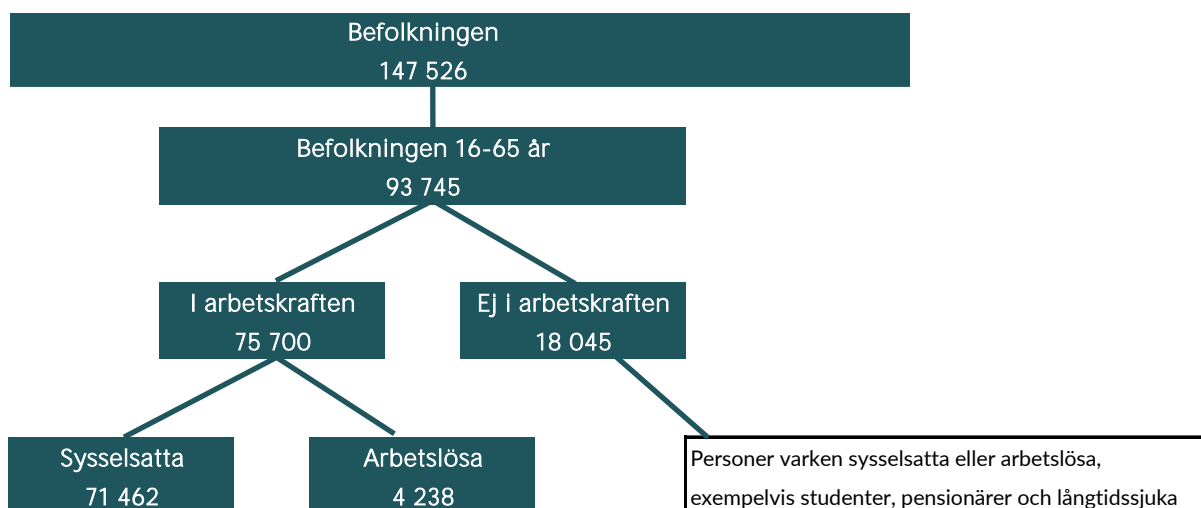 Befolkningen
147 526
Befolkningen 16-65 år
93 745
I arbetskraften
75 700
Ej i arbetskraften
18 045
Sysselsatta
71 462
Arbetslösa
4 238
Personer varken sysselsatta eller arbetslösa,
exempelvis studenter, pensionärer och långtidssjuka